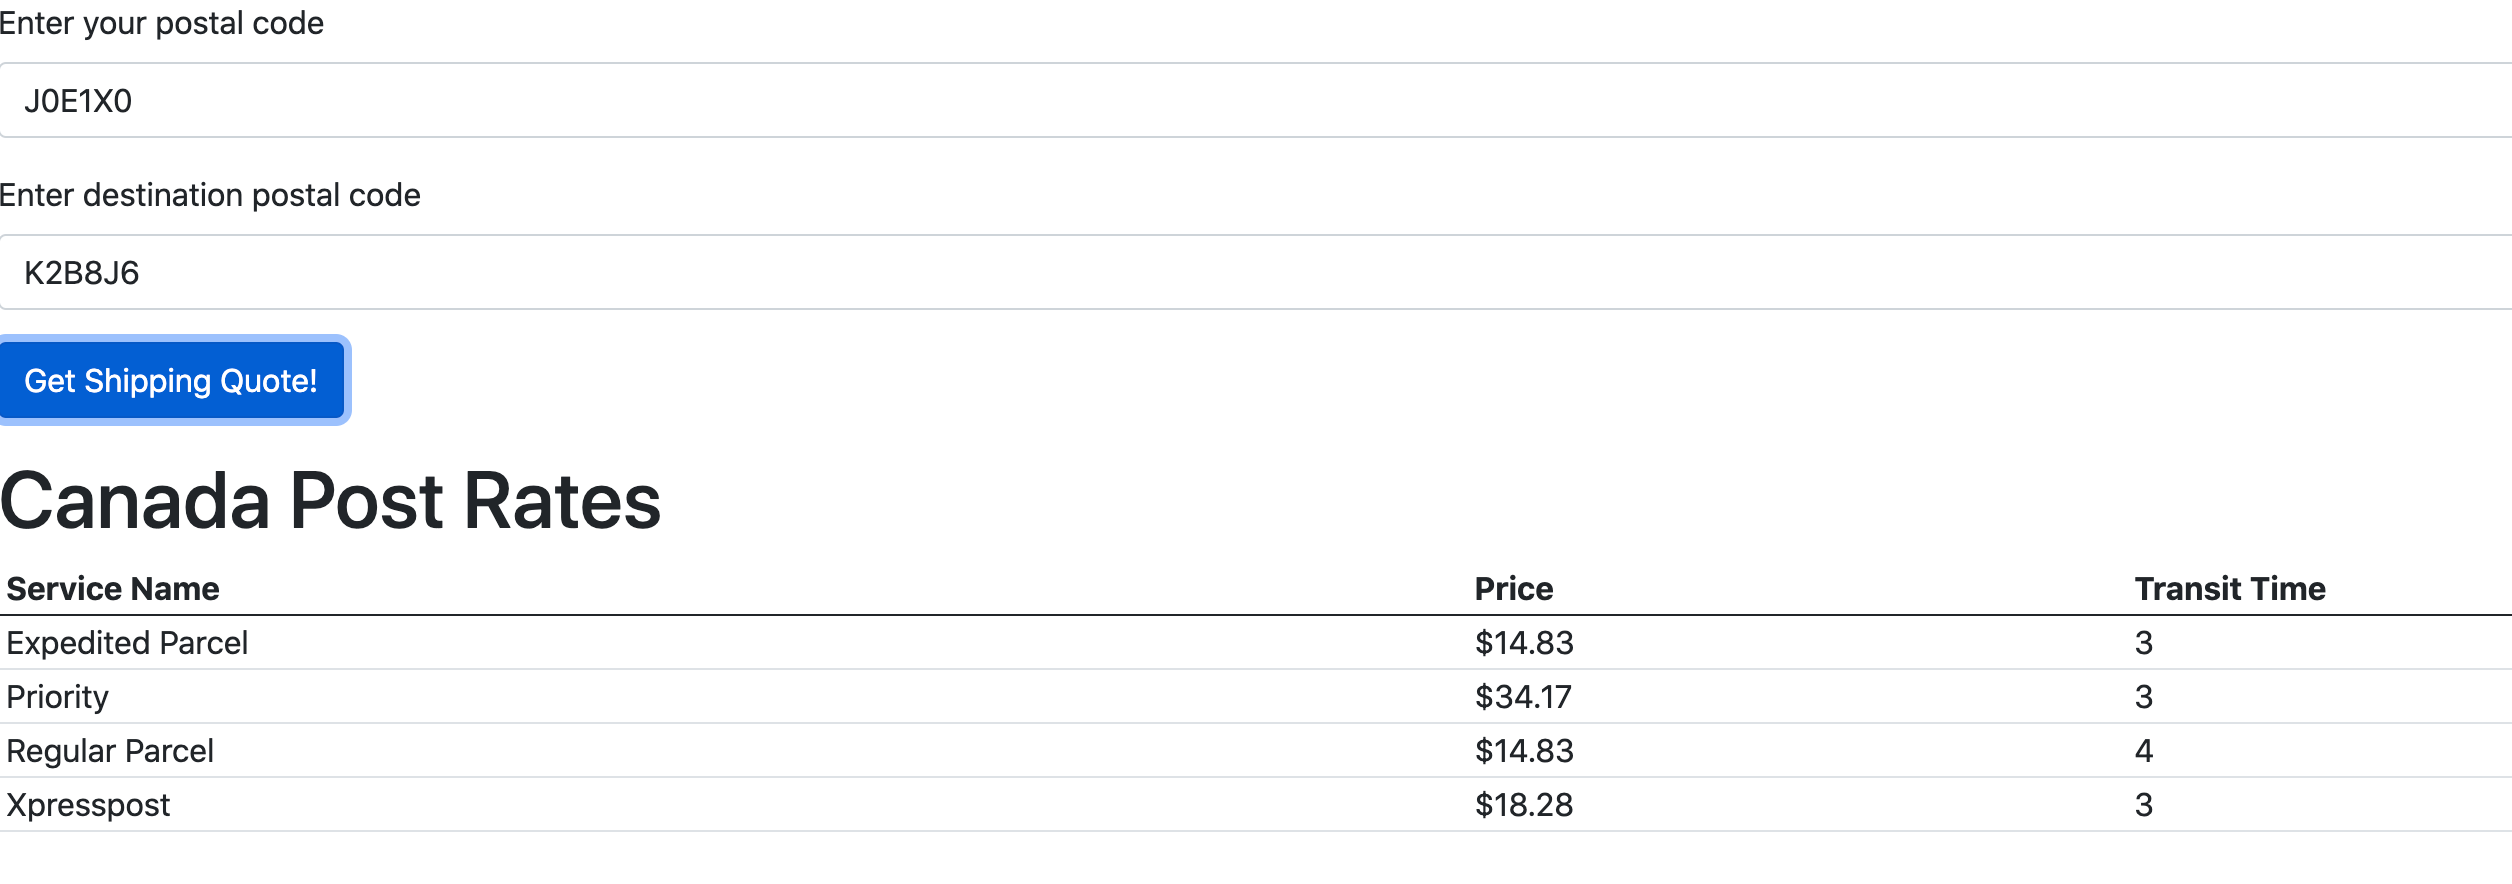 Enter your postal code
J0E1X0
Enter destination postal code
K2B8J6
Get Shipping Quote!
Canada Post Rates
Service Name Price Transit Time
Expedited Parcel $14.83 3
Priority $34.17 3
Regular Parcel $14.83 4
Xpresspost $18.28 3